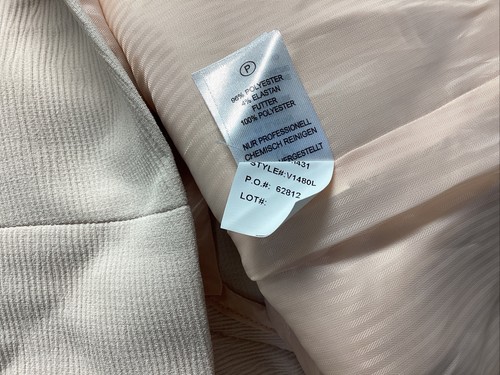 P
96% POLYESTER
4% ELASTAN
FUTTER
100% POLYESTER
NUR PROFESSIONELL
CHEMISCH REINIGEN
STYLE#:V1480L
P.O.#: 62812
LOT#: